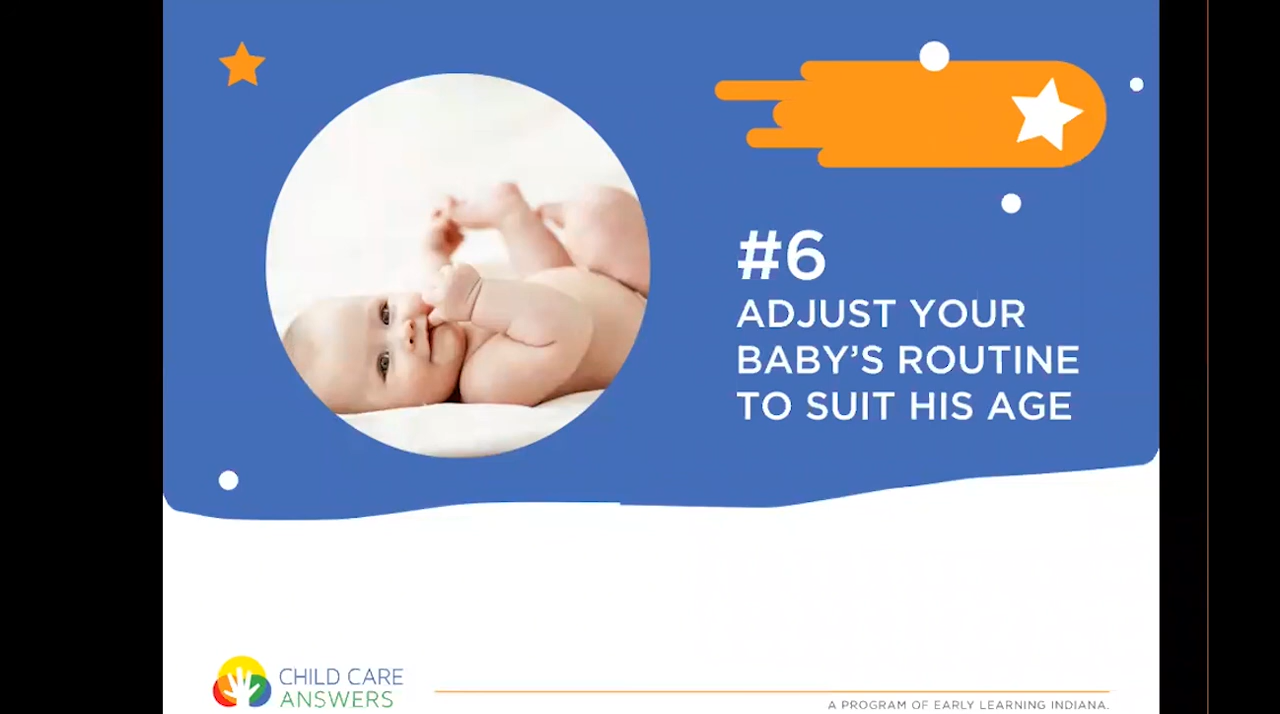 #6
ADJUST YOUR
BABY'S ROUTINE
TO SUIT HIS AGE
CHILD CARE
ANSWERS
A PROGRAM OF EARLY LEARNING INDIANA.